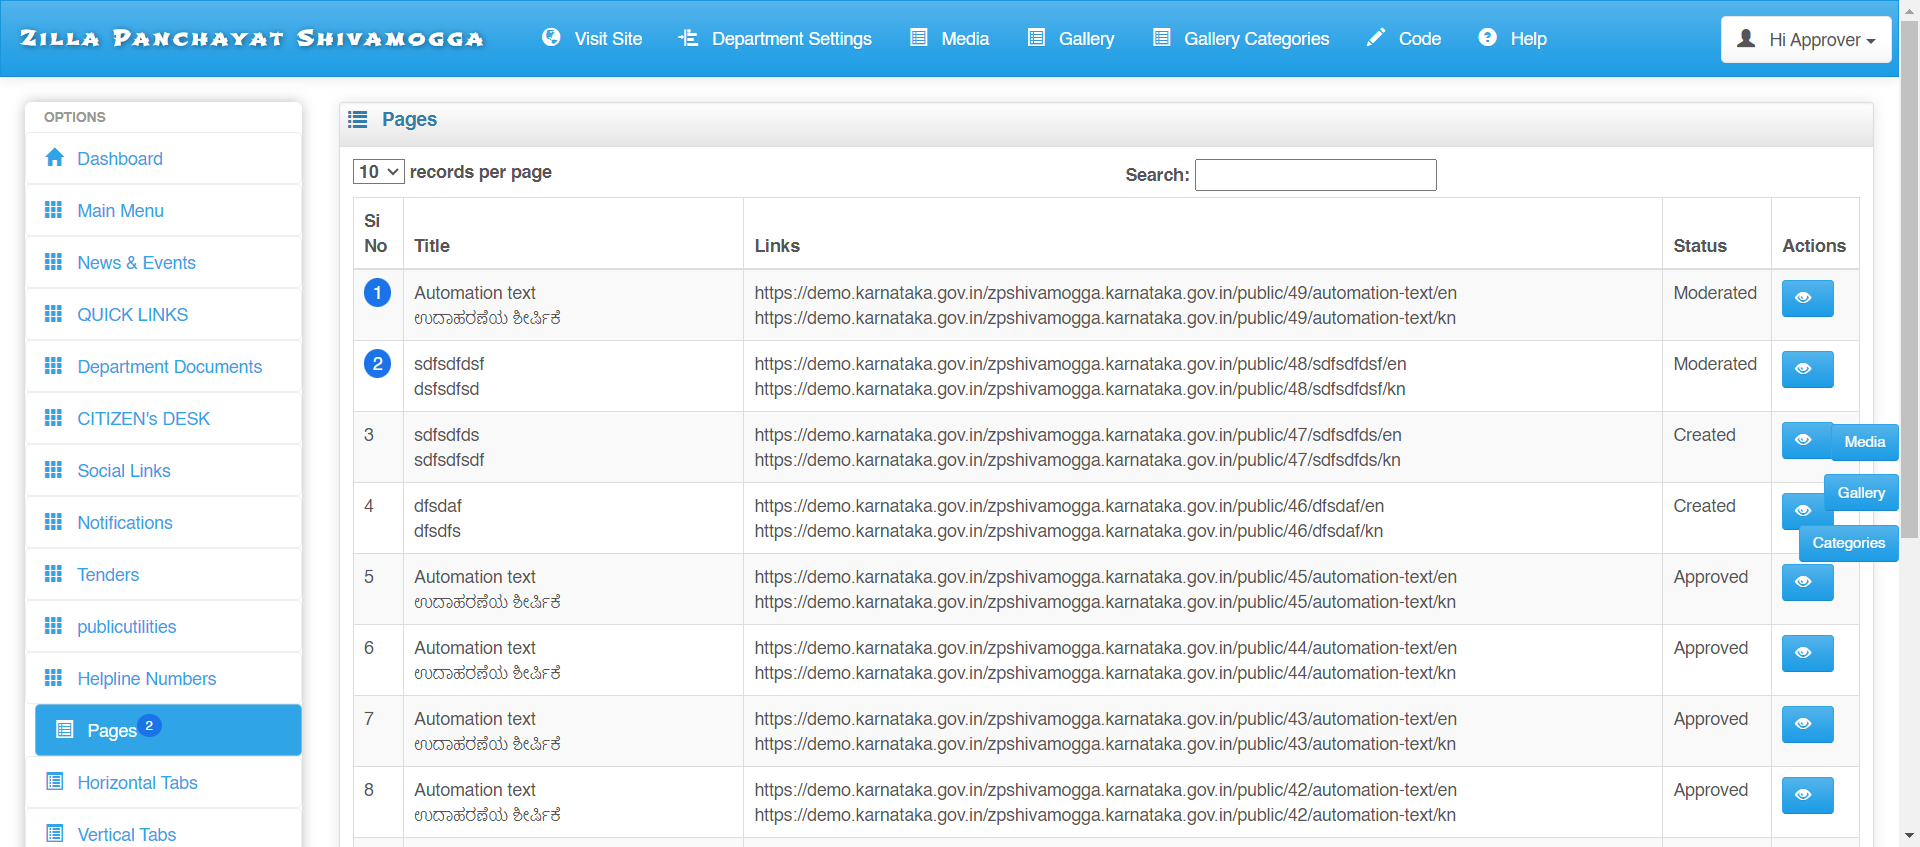 Zilla Panchayat Shivamogga
Visit Site
Department Settings
Media
Gallery
Gallery Categories
Code
Help
Hi Approver
OPTIONS
Dashboard
Main Menu
News & Events
QUICK LINKS
Department Documents
CITIZEN's DESK
Social Links
Notifications
Tenders
publicutilities
Helpline Numbers
Pages 2
Horizontal Tabs
Vertical Tabs
Pages
10 records per page
Search:
Si No Title Links Status Actions
1 Automation text https://demo.karnataka.gov.in/zpshivamogga.karnataka.gov.in/public/49/automation-text/en Moderated
ಉದಾಹರಣೆಯ ಶೀರ್ಷಿಕೆ https://demo.karnataka.gov.in/zpshivamogga.karnataka.gov.in/public/49/automation-text/kn
2 sdfsdfdsf https://demo.karnataka.gov.in/zpshivamogga.karnataka.gov.in/public/48/sdfsdfdsf/en Moderated
dsfsdfsd https://demo.karnataka.gov.in/zpshivamogga.karnataka.gov.in/public/48/sdfsdfdsf/kn
3 sdfsdfds https://demo.karnataka.gov.in/zpshivamogga.karnataka.gov.in/public/47/sdfsdfds/en Created
sdfsdfsdf https://demo.karnataka.gov.in/zpshivamogga.karnataka.gov.in/public/47/sdfsdfds/kn
Media
Gallery
Categories
4 dfsdaf https://demo.karnataka.gov.in/zpshivamogga.karnataka.gov.in/public/46/dfsdaf/en Created
dfsdfs https://demo.karnataka.gov.in/zpshivamogga.karnataka.gov.in/public/46/dfsdaf/kn
5 Automation text https://demo.karnataka.gov.in/zpshivamogga.karnataka.gov.in/public/45/automation-text/en Approved
ಉದಾಹರಣೆಯ ಶೀರ್ಷಿಕೆ https://demo.karnataka.gov.in/zpshivamogga.karnataka.gov.in/public/45/automation-text/kn
6 Automation text https://demo.karnataka.gov.in/zpshivamogga.karnataka.gov.in/public/44/automation-text/en Approved
ಉದಾಹರಣೆಯ ಶೀರ್ಷಿಕೆ https://demo.karnataka.gov.in/zpshivamogga.karnataka.gov.in/public/44/automation-text/kn
7 Automation text https://demo.karnataka.gov.in/zpshivamogga.karnataka.gov.in/public/43/automation-text/en Approved
ಉದಾಹರಣೆಯ ಶೀರ್ಷಿಕೆ https://demo.karnataka.gov.in/zpshivamogga.karnataka.gov.in/public/43/automation-text/kn
8 Automation text https://demo.karnataka.gov.in/zpshivamogga.karnataka.gov.in/public/42/automation-text/en Approved
ಉದಾಹರಣೆಯ ಶೀರ್ಷಿಕೆ https://demo.karnataka.gov.in/zpshivamogga.karnataka.gov.in/public/42/automation-text/kn